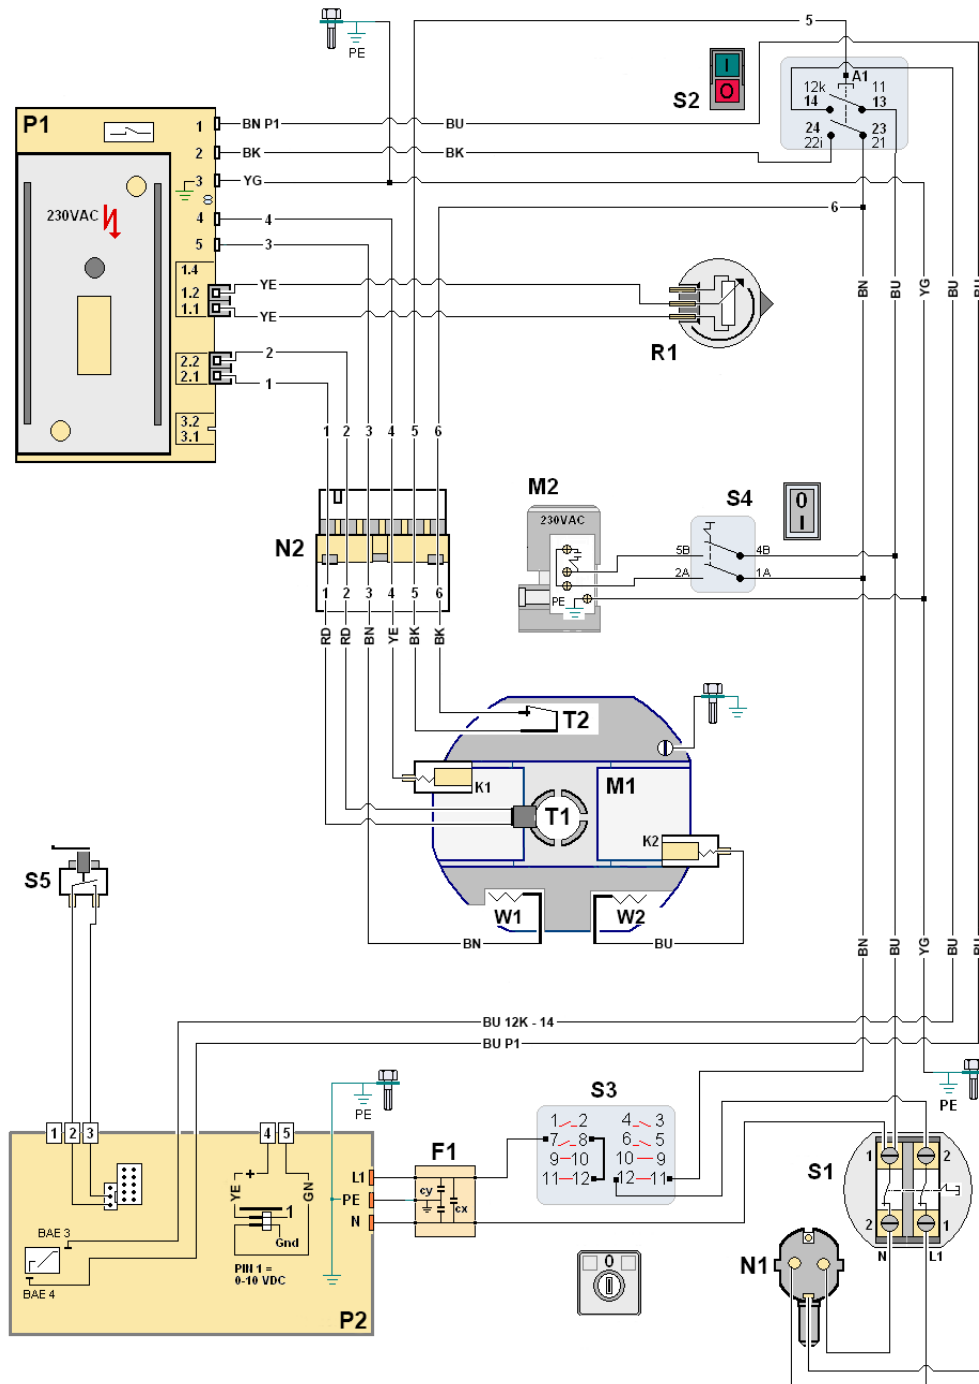 5
PE
P1
S2
A1
12k 11
14 13
24 23
22i 21
1 BN P1 BU
2 BK BK
3 YG
230VAC
4 4
5 3
6
1.4
1.2 YE
1.1 YE
BN BU YG BU BU
R1
2.2 2
2.1 1
3.2
3.1
1 2 3 4 5 6
M2
S4
0
I
230VAC
N2
5B 4B
2A 1A
PE
1 2 3 4 5 6
RD RD BN YE BK BK
T2
K1
M1
T1
K2
S5
W1 W2
BN BU
BN BU YG BU BU
BU 12K - 14
BU P1
PE
PE
S3
1 2 4 3
7 8 6 5
9 10 10 9
11 12 12 11
1 2 3 4 5
F1
L1
PE
N
cy
cx
S1
1 2
2 1
N L1
+
YE GN
1
Gnd
BAE 3
BAE 4
PIN 1 =
0-10 VDC
P2
0
I
N1